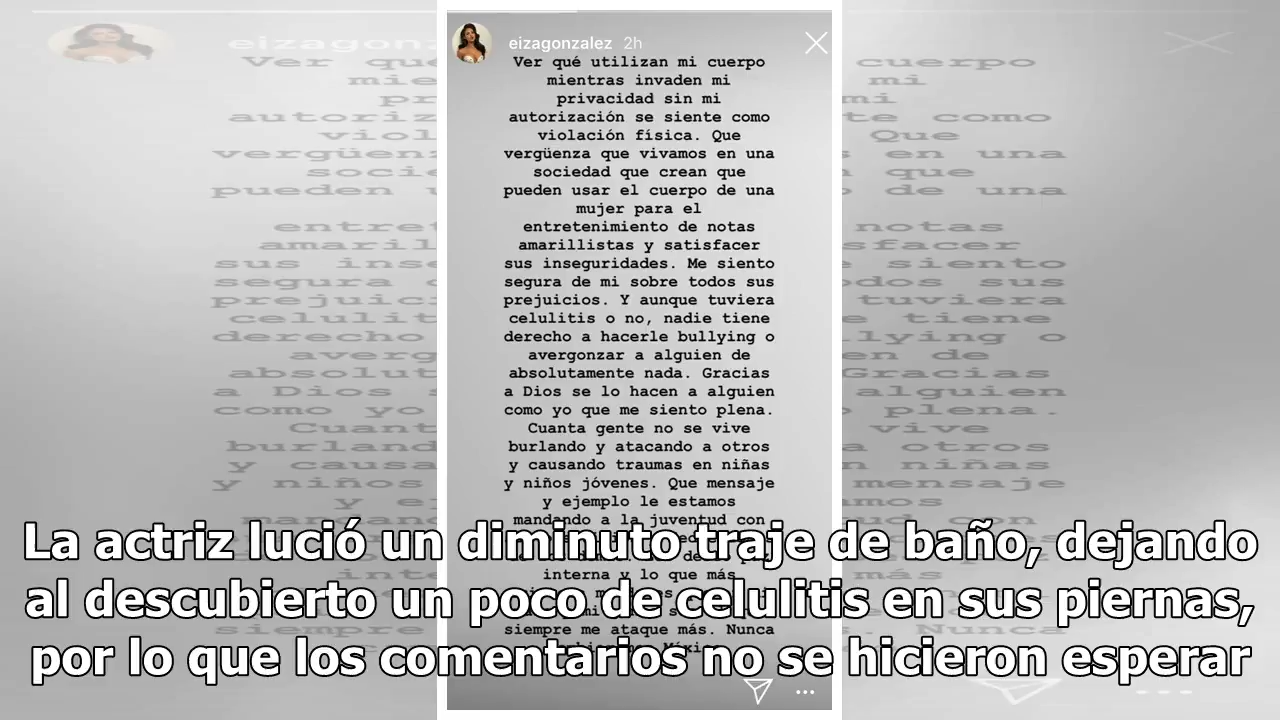 eizagonzalez 2h
Ver qué utilizan mi cuerpo
mientras invaden mi
privacidad sin mi
autorización se siente como
violación física. Que
vergüenza que vivamos en una
sociedad que crean que
pueden usar el cuerpo de una
mujer para el
entretenimiento de notas
amarillistas y satisfacer
sus inseguridades. Me siento
segura de mi sobre todos sus
prejuicios. Y aunque tuviera
celulitis o no, nadie tiene
derecho a hacerle bullying o
avergonzar a alguien de
absolutamente nada. Gracias
a Dios se lo hacen a alguien
como yo que me siento plena.
Cuanta gente no se vive
burlando y atacando a otros
y causando traumas en niñas
y niños jóvenes. Que mensaje
y ejemplo le estamos
mandando a la juventud con
interna y lo que más
siempre me ataque más. Nunca
La actriz lució un diminuto traje de baño, dejando
al descubierto un poco de celulitis en sus piernas,
por lo que los comentarios no se hicieron esperar